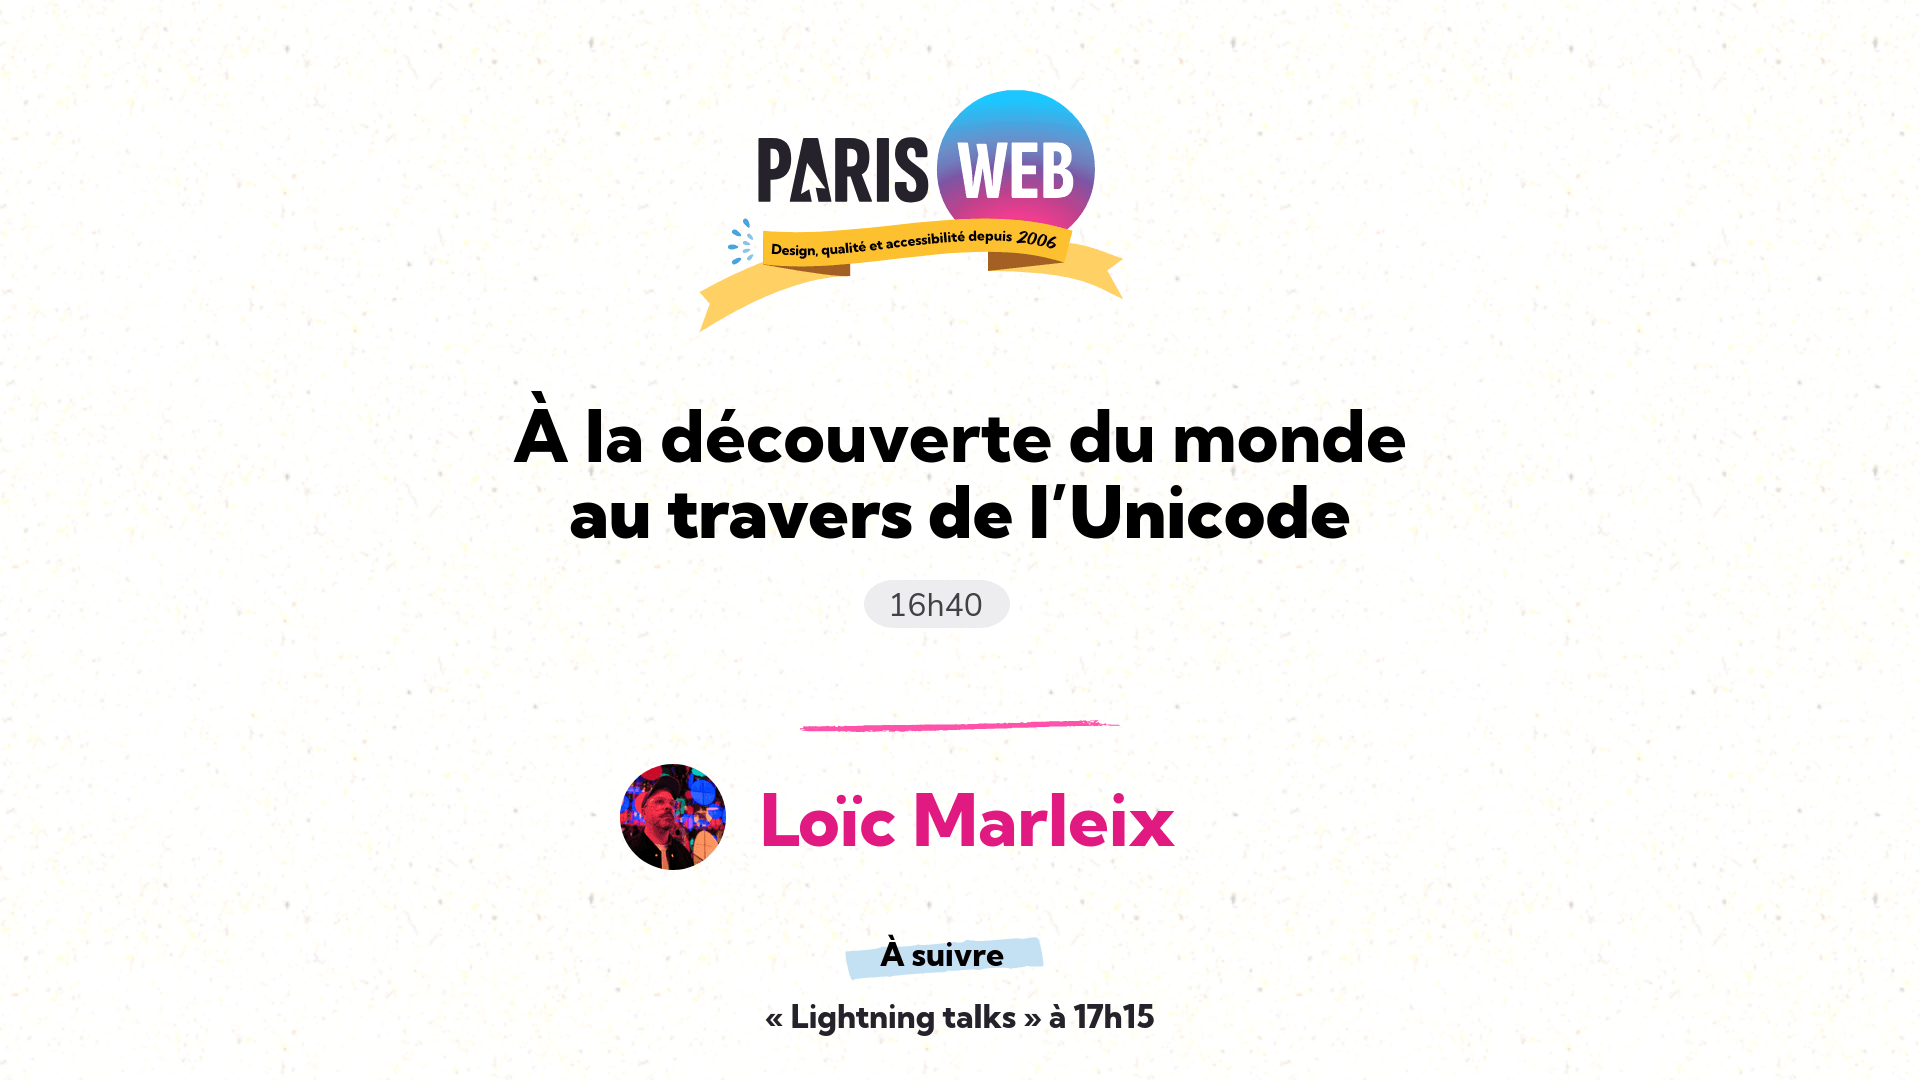 PARIS WEB
Design, qualité et accessibilité depuis 2006
À la découverte du monde
au travers de l’Unicode
16h40
Loïc Marleix
À suivre
« Lightning talks » à 17h15